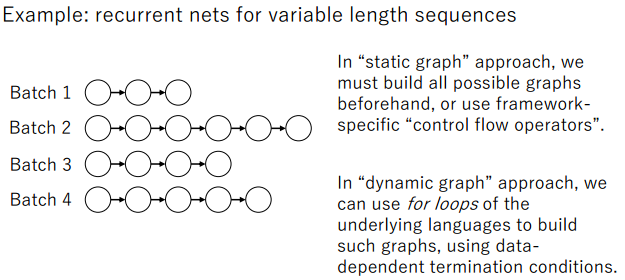 Example: recurrent nets for variable length sequences
Batch 1
Batch 2
Batch 3
Batch 4
In “static graph” approach, we
must build all possible graphs
beforehand, or use framework-
specific “control flow operators”.
In “dynamic graph” approach, we
can use for loops of the
underlying languages to build
such graphs, using data-
dependent termination conditions.